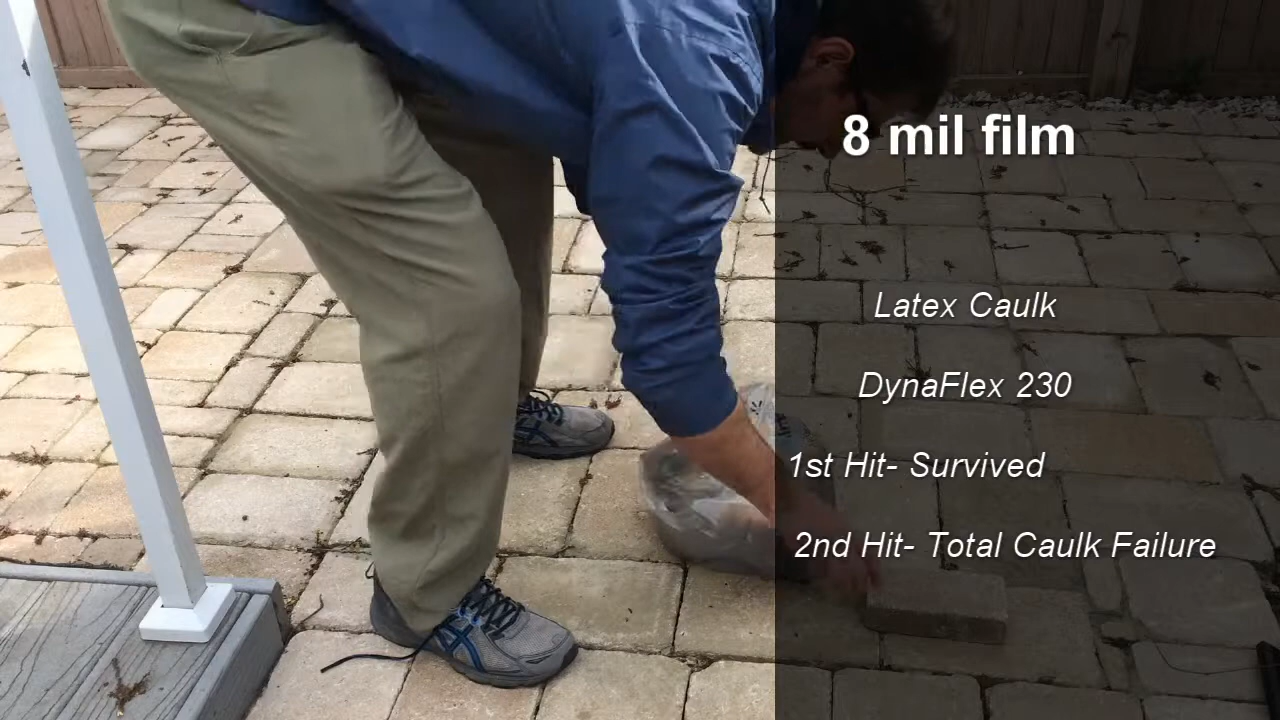 8 mil film
Latex Caulk
DynaFlex 230
1st Hit- Survived
2nd Hit- Total Caulk Failure